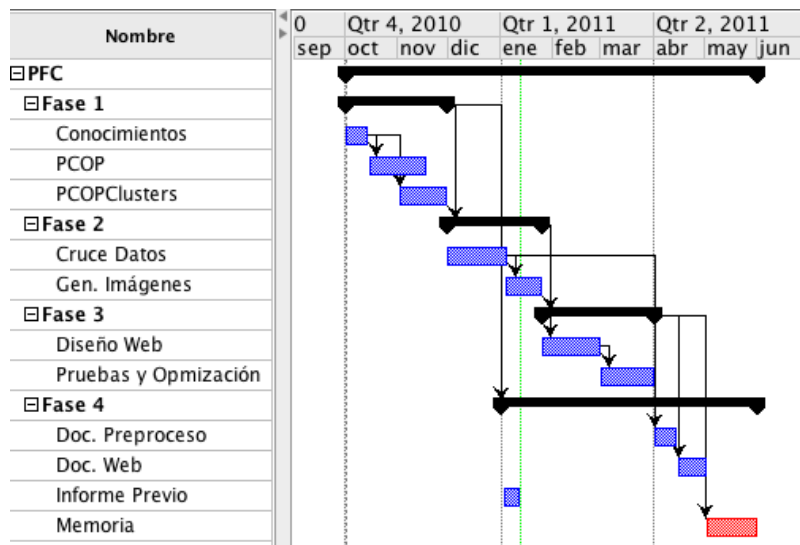 Nombre
0 Qtr 4, 2010 Qtr 1, 2011 Qtr 2, 2011
sep oct nov dic ene feb mar abr may jun
PFC
Fase 1
Conocimientos
PCOP
PCOPClusters
Fase 2
Cruce Datos
Gen. Imágenes
Fase 3
Diseño Web
Pruebas y Opmización
Fase 4
Doc. Preproceso
Doc. Web
Informe Previo
Memoria